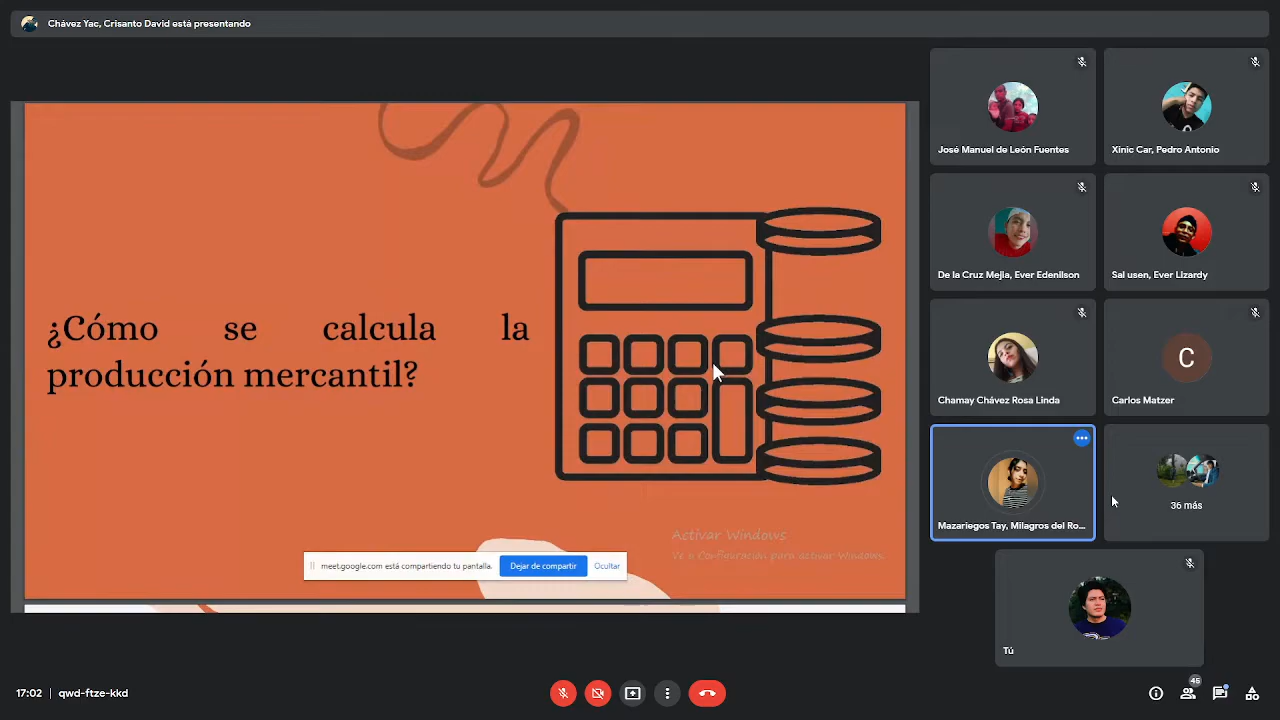 Chávez Yac, Crisanto David está presentando
¿Cómo se calcula la
producción mercantil?
Activar Windows
Ve a Configuración para activar Windows.
meet.google.com está compartiendo tu pantalla.
Dejar de compartir
Ocultar
José Manuel de León Fuentes
Xinic Car, Pedro Antonio
De la Cruz Mejía, Ever Edenilson
Sal usen, Ever Lizardy
Chamay Chávez Rosa Linda
C
Carlos Matzer
Mazariegos Tay, Milagros del Ro...
36 más
Tú
17:02 | qwd-ftze-kkd
45